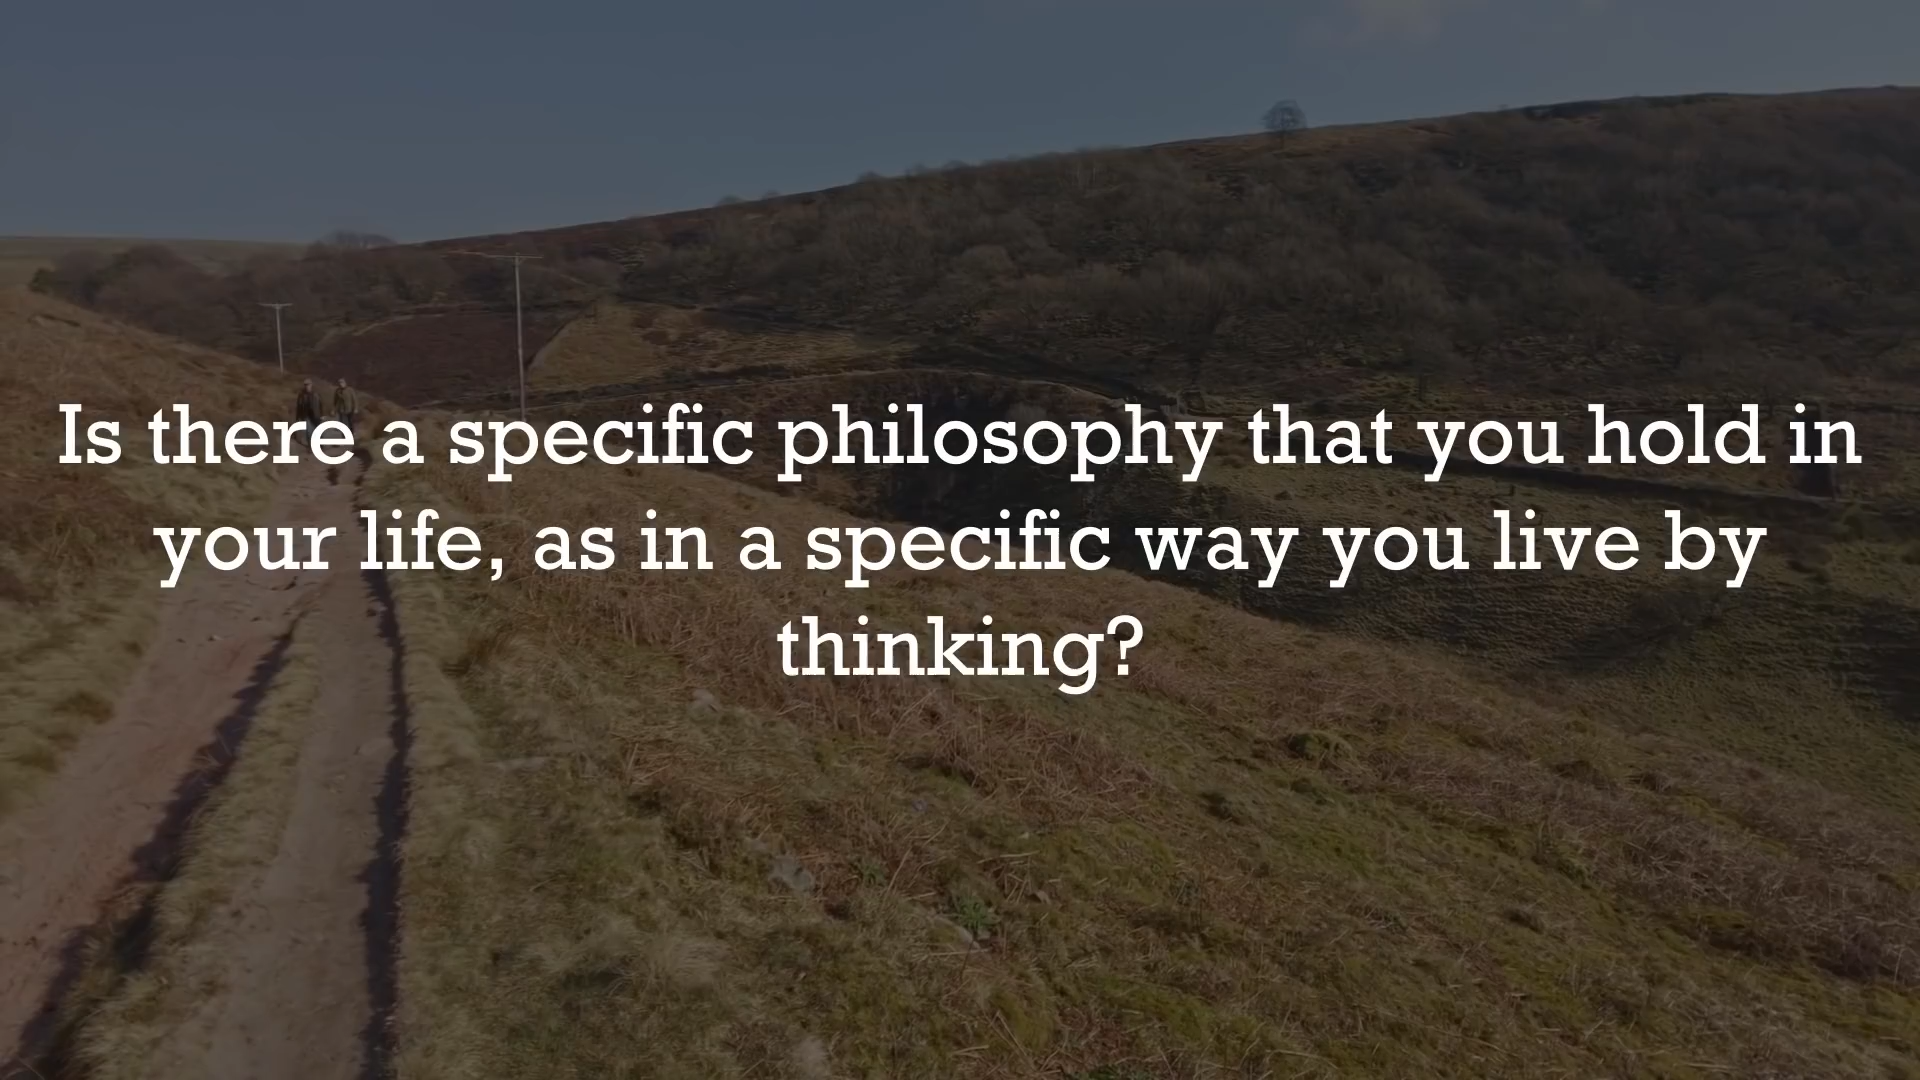 Is there a specific philosophy that you hold in
your life, as in a specific way you live by
thinking?